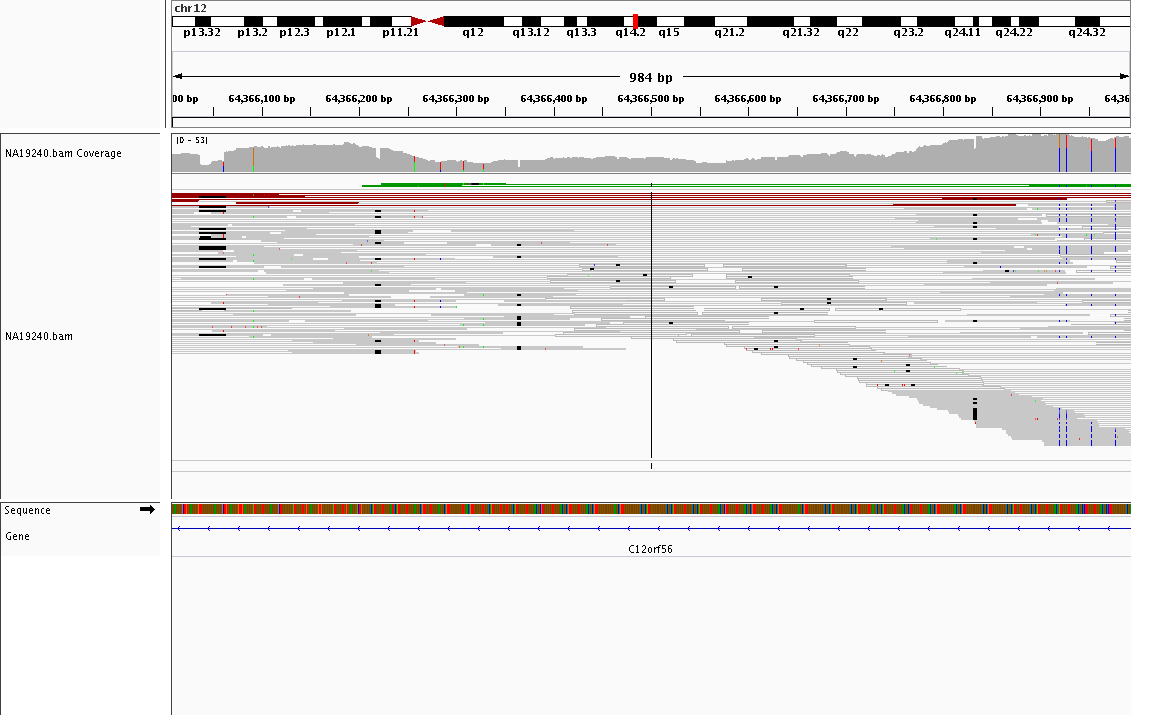 chr12
p13.32 p13.2 p12.3 p12.1 p11.21 q12 q13.12 q13.3 q14.2 q15 q21.2 q21.32 q22 q23.2 q24.11 q24.22 q24.32
984 bp
00 bp 64,366,100 bp 64,366,200 bp 64,366,300 bp 64,366,400 bp 64,366,500 bp 64,366,600 bp 64,366,700 bp 64,366,800 bp 64,366,900 bp 64,36
[0 - 53]
NA19240.bam Coverage
NA19240.bam
Sequence
Gene
C12orf56